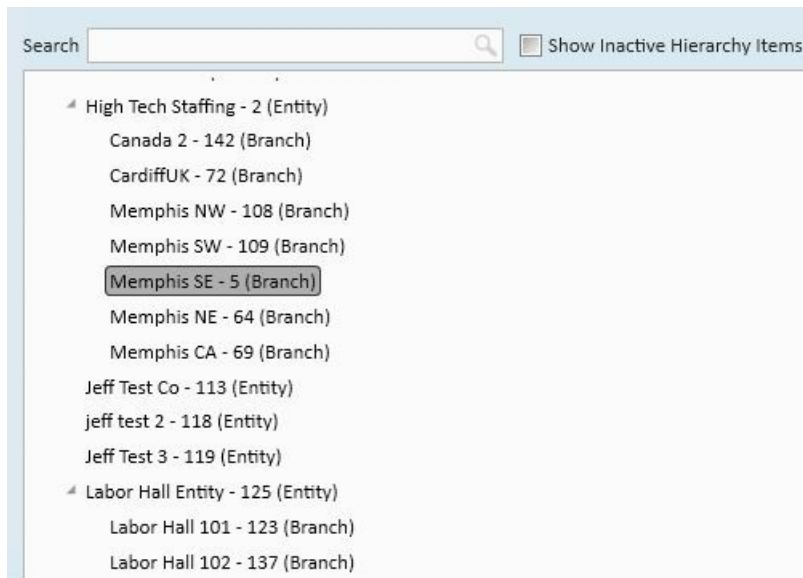 Search
Show Inactive Hierarchy Items
High Tech Staffing - 2 (Entity)
Canada 2 - 142 (Branch)
CardiffUK - 72 (Branch)
Memphis NW - 108 (Branch)
Memphis SW - 109 (Branch)
Memphis SE - 5 (Branch)
Memphis NE - 64 (Branch)
Memphis CA - 69 (Branch)
Jeff Test Co - 113 (Entity)
jeff test 2 - 118 (Entity)
Jeff Test 3 - 119 (Entity)
Labor Hall Entity - 125 (Entity)
Labor Hall 101 - 123 (Branch)
Labor Hall 102 - 137 (Branch)